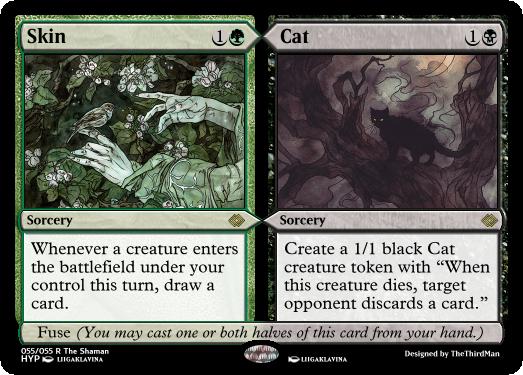 Skin 1
Sorcery
Whenever a creature enters
the battlefield under your
control this turn, draw a
card.
Cat 1
Sorcery
Create a 1/1 black Cat
creature token with "When
this creature dies, target
opponent discards a card."
Fuse (You may cast one or both halves of this card from your hand.)
055/055 R The Shaman
HYP LIIGAKLAVINA
LIIGAKLAVINA
Designed by TheThirdMan